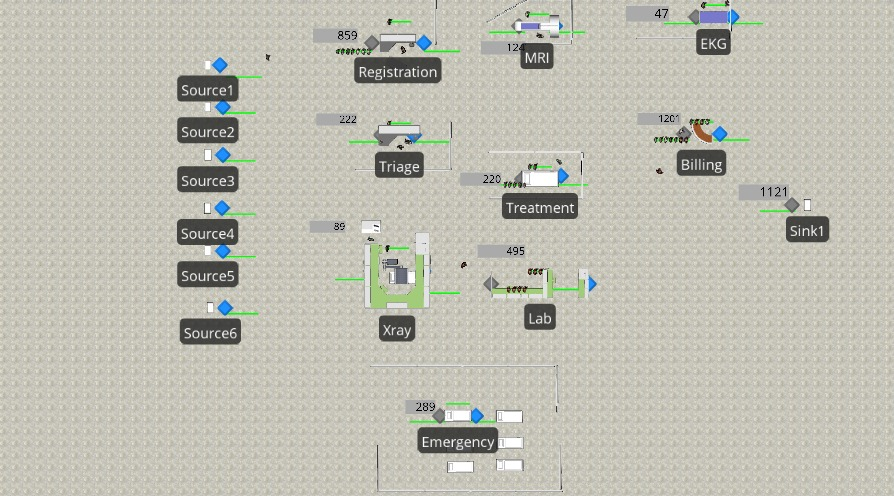 859
Registration
124
MRI
47
EKG
Source1
Source2
Source3
Source4
Source5
Source6
222
Triage
220
Treatment
1201
Billing
1121
Sink1
89
Xray
495
Lab
289
Emergency